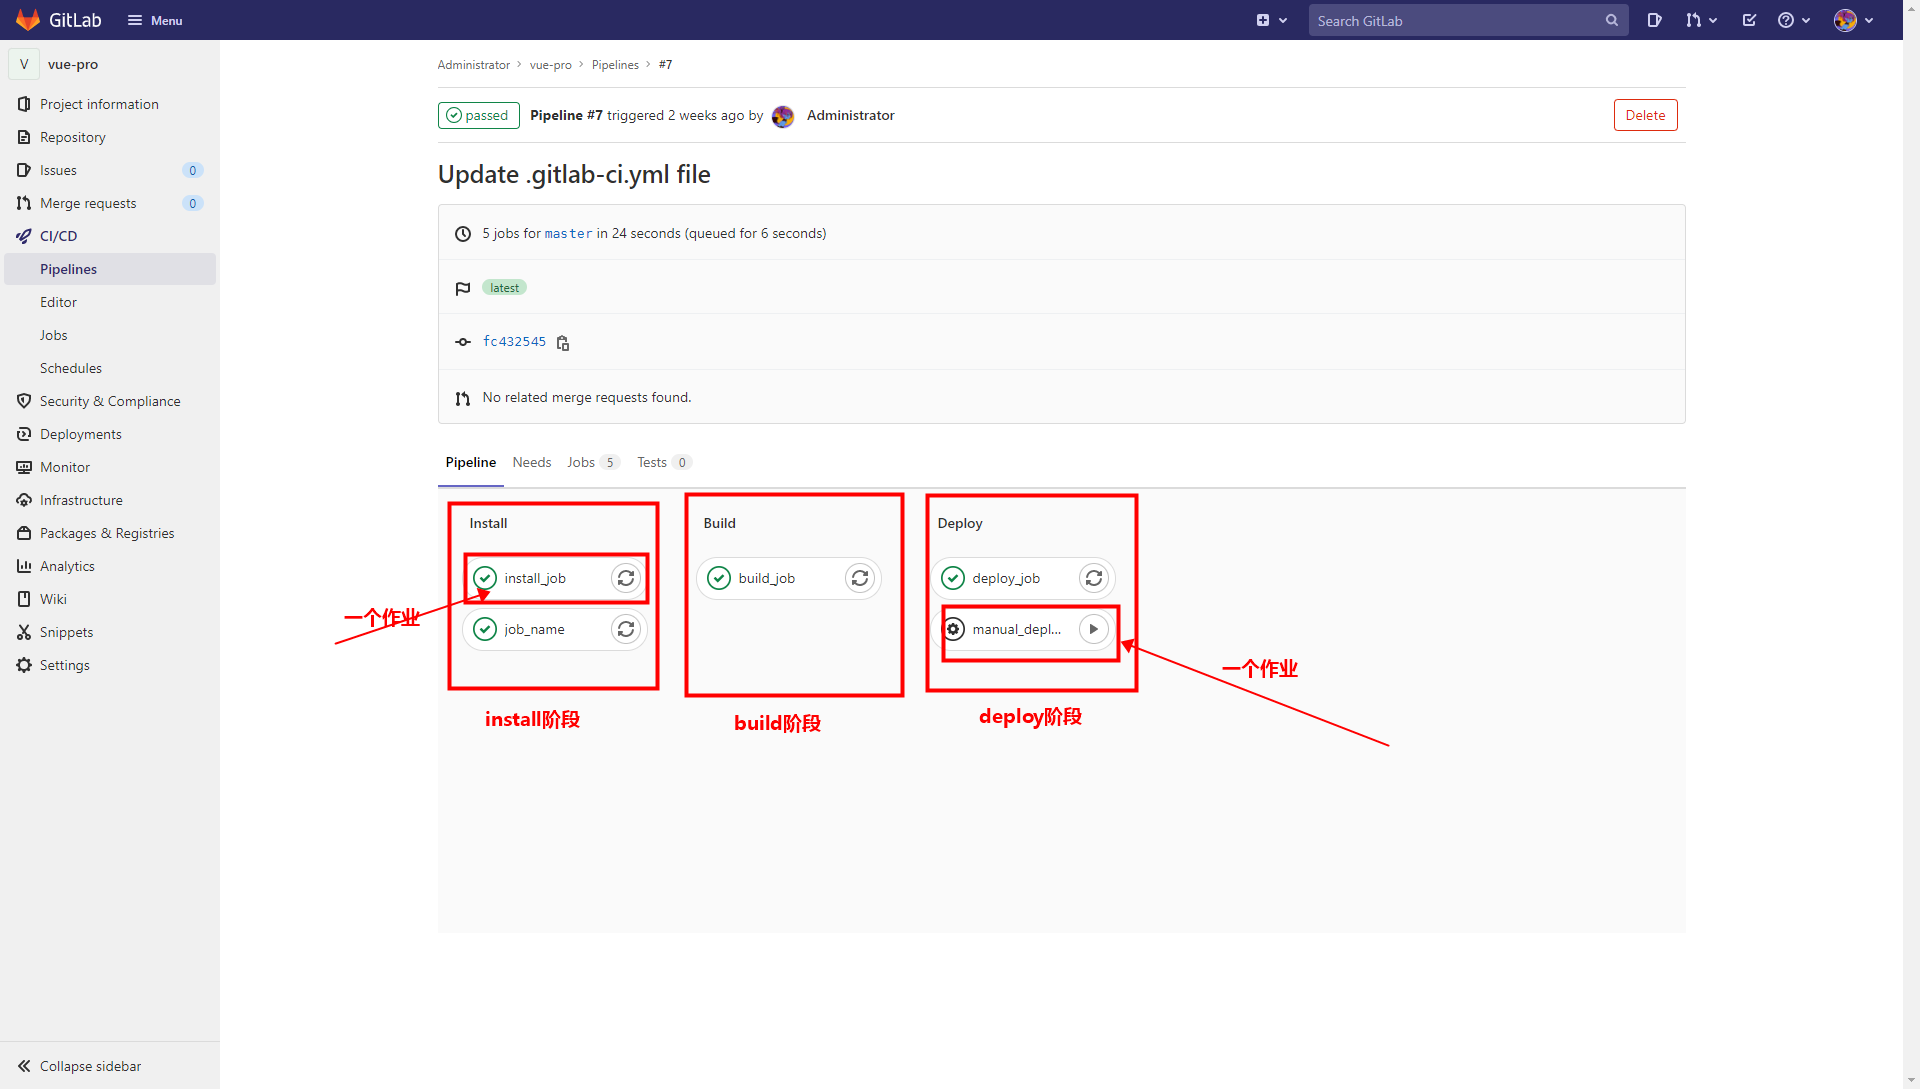 GitLab Menu Search GitLab
V vue-pro
Project information
Repository
Issues 0
Merge requests 0
CI/CD
Pipelines
Editor
Jobs
Schedules
Security & Compliance
Deployments
Monitor
Infrastructure
Packages & Registries
Analytics
Wiki
Snippets
Settings
Collapse sidebar
Administrator > vue-pro > Pipelines > #7
passed Pipeline #7 triggered 2 weeks ago by Administrator Delete
Update .gitlab-ci.yml file
5 jobs for master in 24 seconds (queued for 6 seconds)
latest
fc432545
No related merge requests found.
Pipeline Needs Jobs 5 Tests 0
Install Build Deploy
install_job build_job deploy_job
一个作业
job_name manual_depl...
一个作业
install阶段 build阶段 deploy阶段